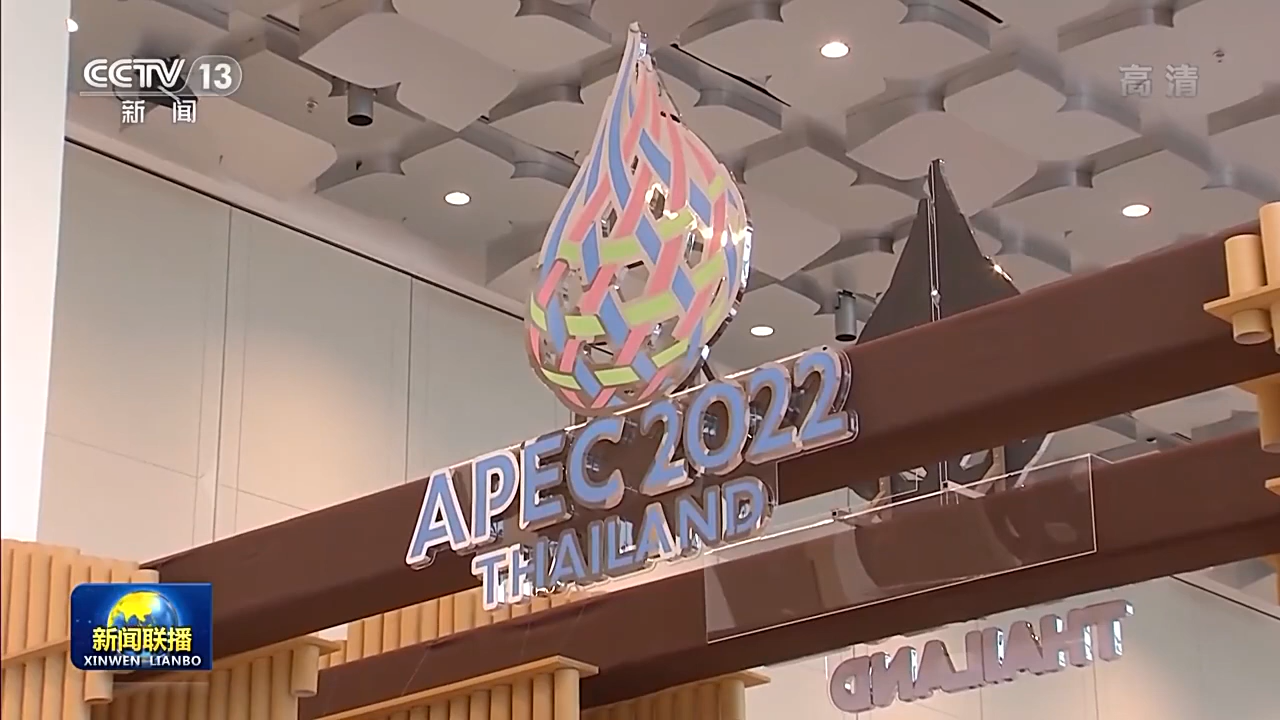 CCTV 13
新闻
高清
APEC 2022
THAILAND
THAILAND
新闻联播
XINWEN LIANBO